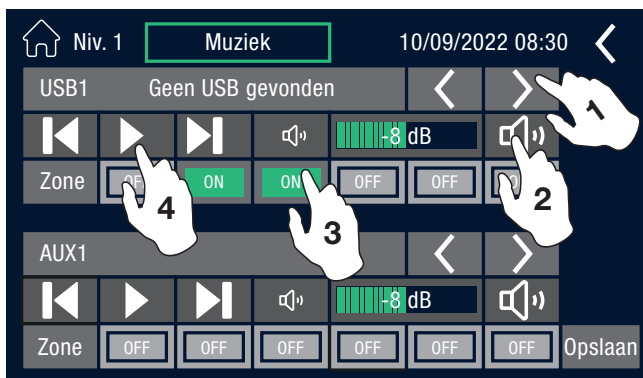 Niv. 1 Muziek 10/09/2022 08:30
USB1 Geen USB gevonden
-8 dB
1
Zone ON ON OFF OFF
2
4
3
AUX1
-8 dB
Zone OFF OFF OFF OFF OFF OFF Opslaan